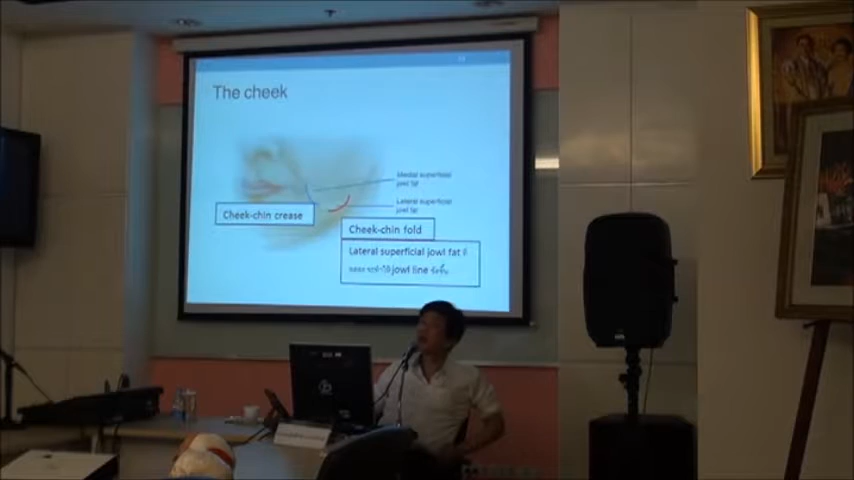 The cheek
Medial superficial
jowl fat
Lateral superficial
jowl fat
Cheek-chin crease
Cheek-chin fold
Lateral superficial jowl fat ที่
jowl line